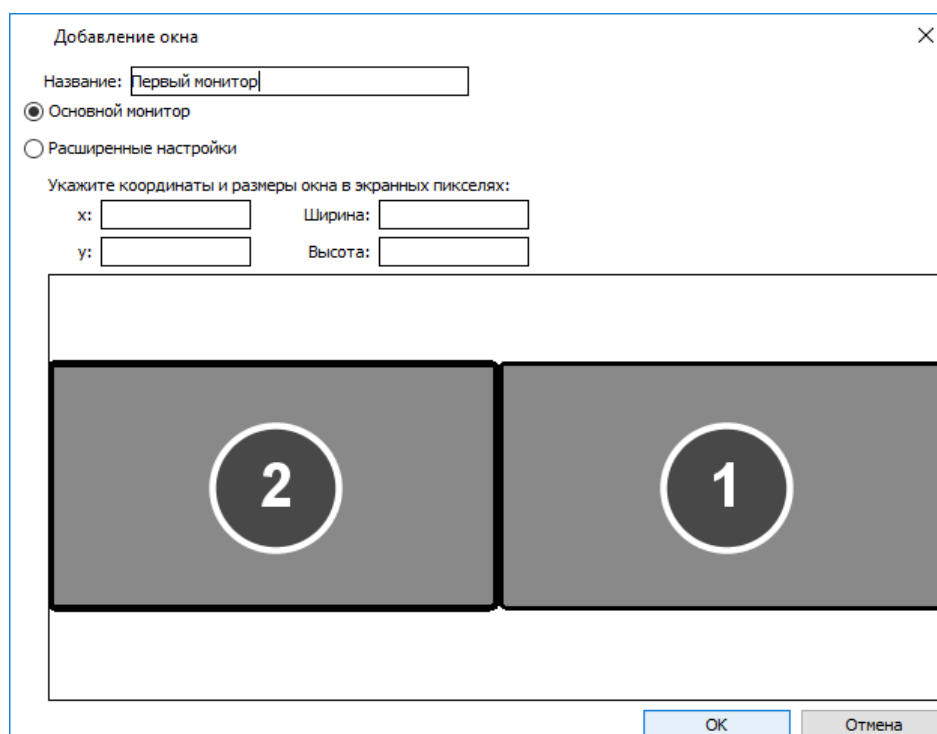 Добавление окна
Название: Первый монитор
Основной монитор
Расширенные настройки
Укажите координаты и размеры окна в экранных пикселях:
x: Ширина:
y: Высота:
2 1
OK Отмена